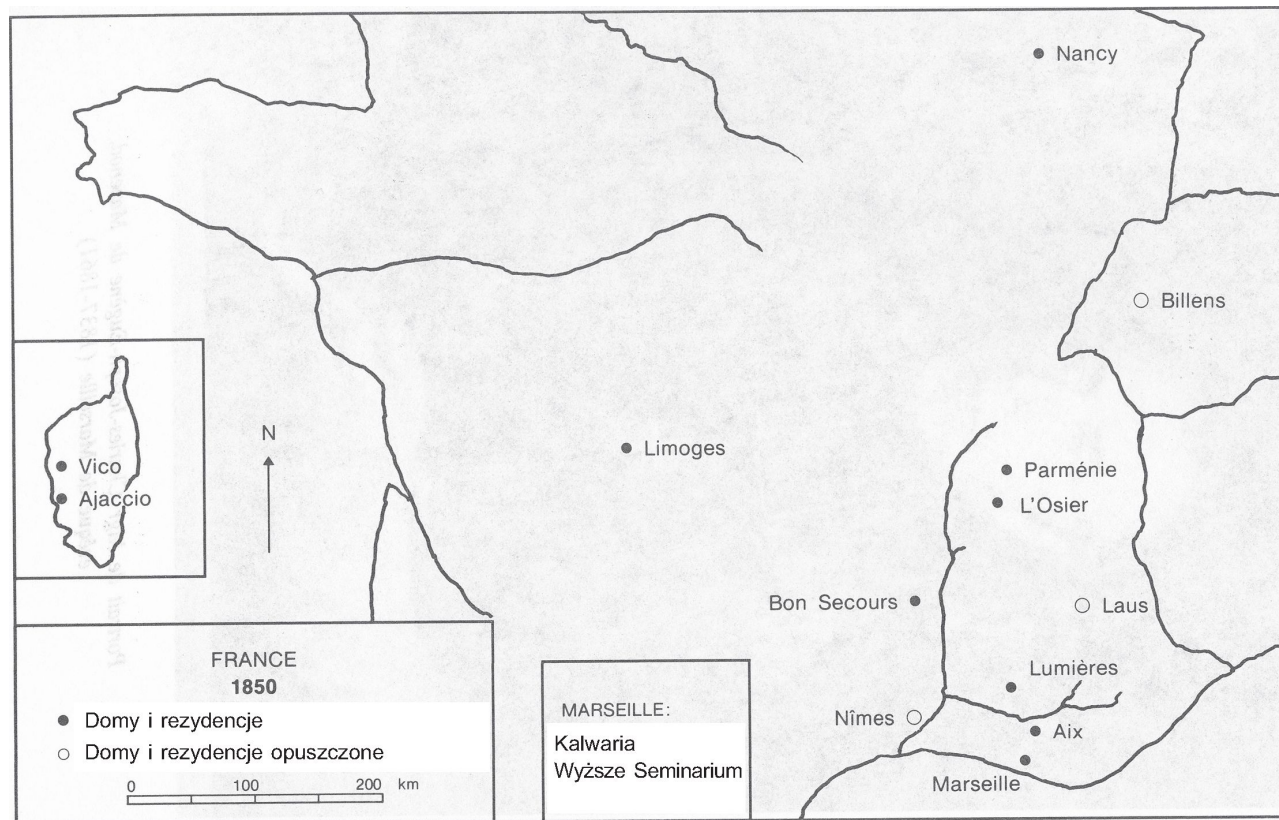 Nancy
Billens
Vico
Ajaccio
N
Limoges
Parménie
L'Osier
Bon Secours
Laus
Lumières
Nîmes
Aix
Marseille
FRANCE
1850
Domy i rezydencje
Domy i rezydencje opuszczone
0 100 200 km
MARSEILLE:
Kalwaria
Wyższe Seminarium